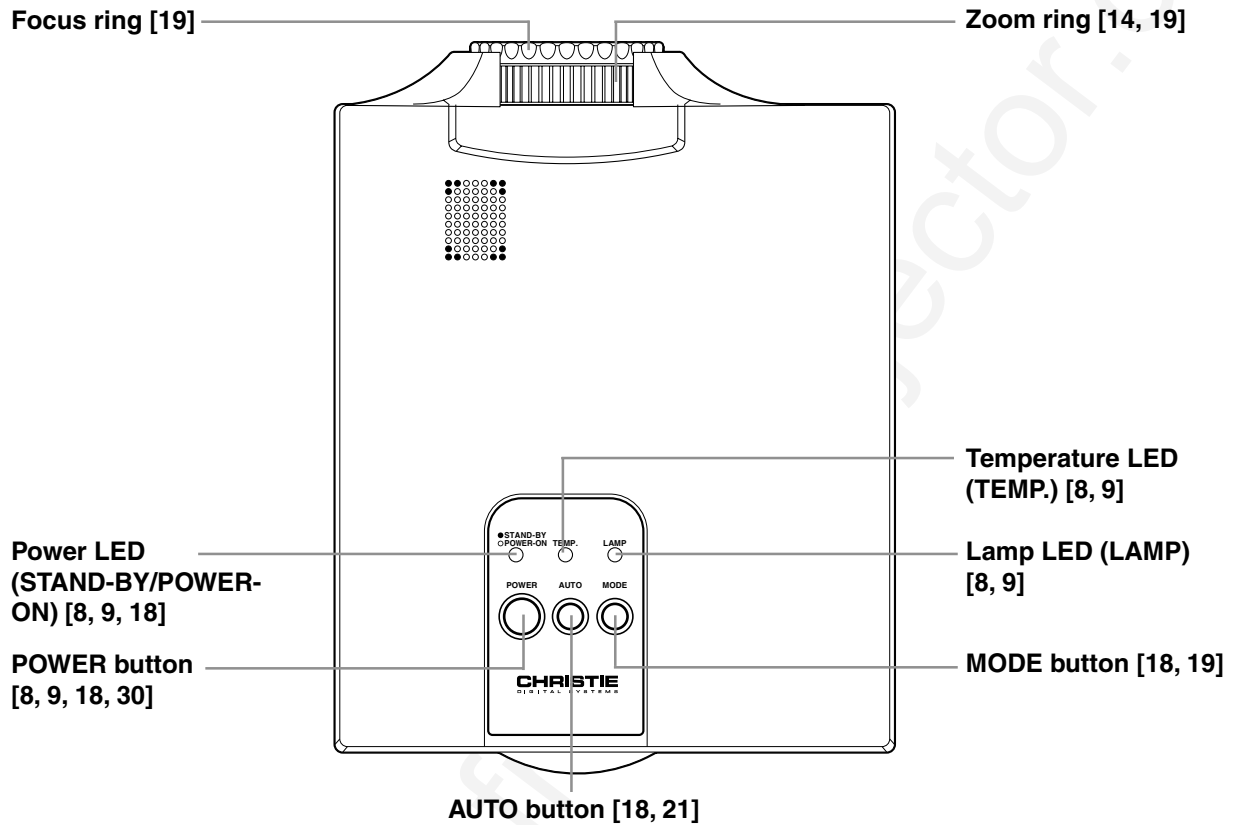 Focus ring [19]
Zoom ring [14, 19]
Temperature LED
(TEMP.) [8, 9]
Power LED
(STAND-BY/POWER-
ON) [8, 9, 18]
Lamp LED (LAMP)
[8, 9]
POWER button
[8, 9, 18, 30]
MODE button [18, 19]
●STAND-BY
○POWER-ON TEMP. LAMP
POWER AUTO MODE
CHRISTIE
DIGITAL SYSTEMS
AUTO button [18, 21]